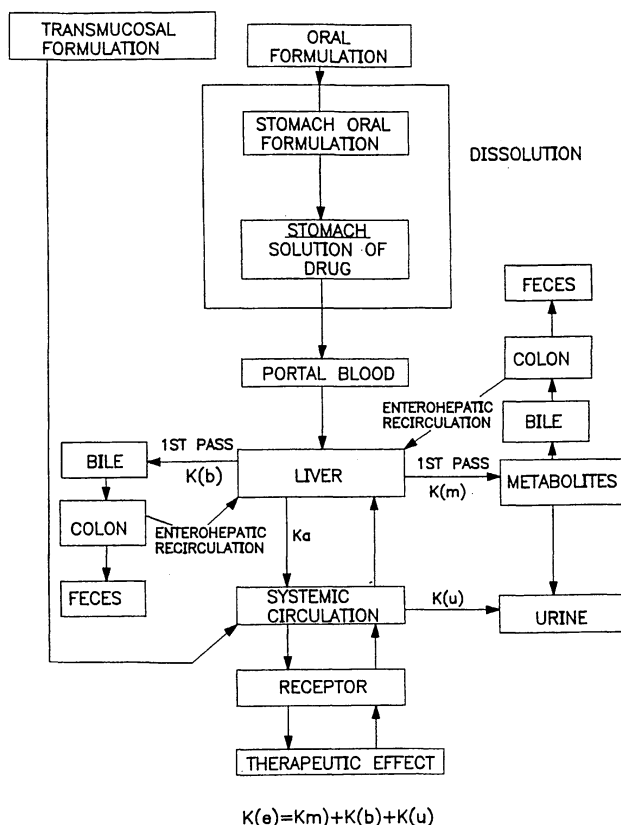 TRANSMUCOSAL
FORMULATION
ORAL
FORMULATION
STOMACH ORAL
FORMULATION
DISSOLUTION
STOMACH
SOLUTION OF
DRUG
FECES
COLON
PORTAL BLOOD
ENTEROHEPATIC
RECIRCULATION
BILE
1ST PASS
BILE
K(b)
LIVER
1ST PASS
K(m)
METABOLITES
COLON
ENTEROHEPATIC
RECIRCULATION
Ka
FECES
SYSTEMIC
CIRCULATION
K(u)
URINE
RECEPTOR
THERAPEUTIC EFFECT
K(e)=Km)+K(b)+K(u)